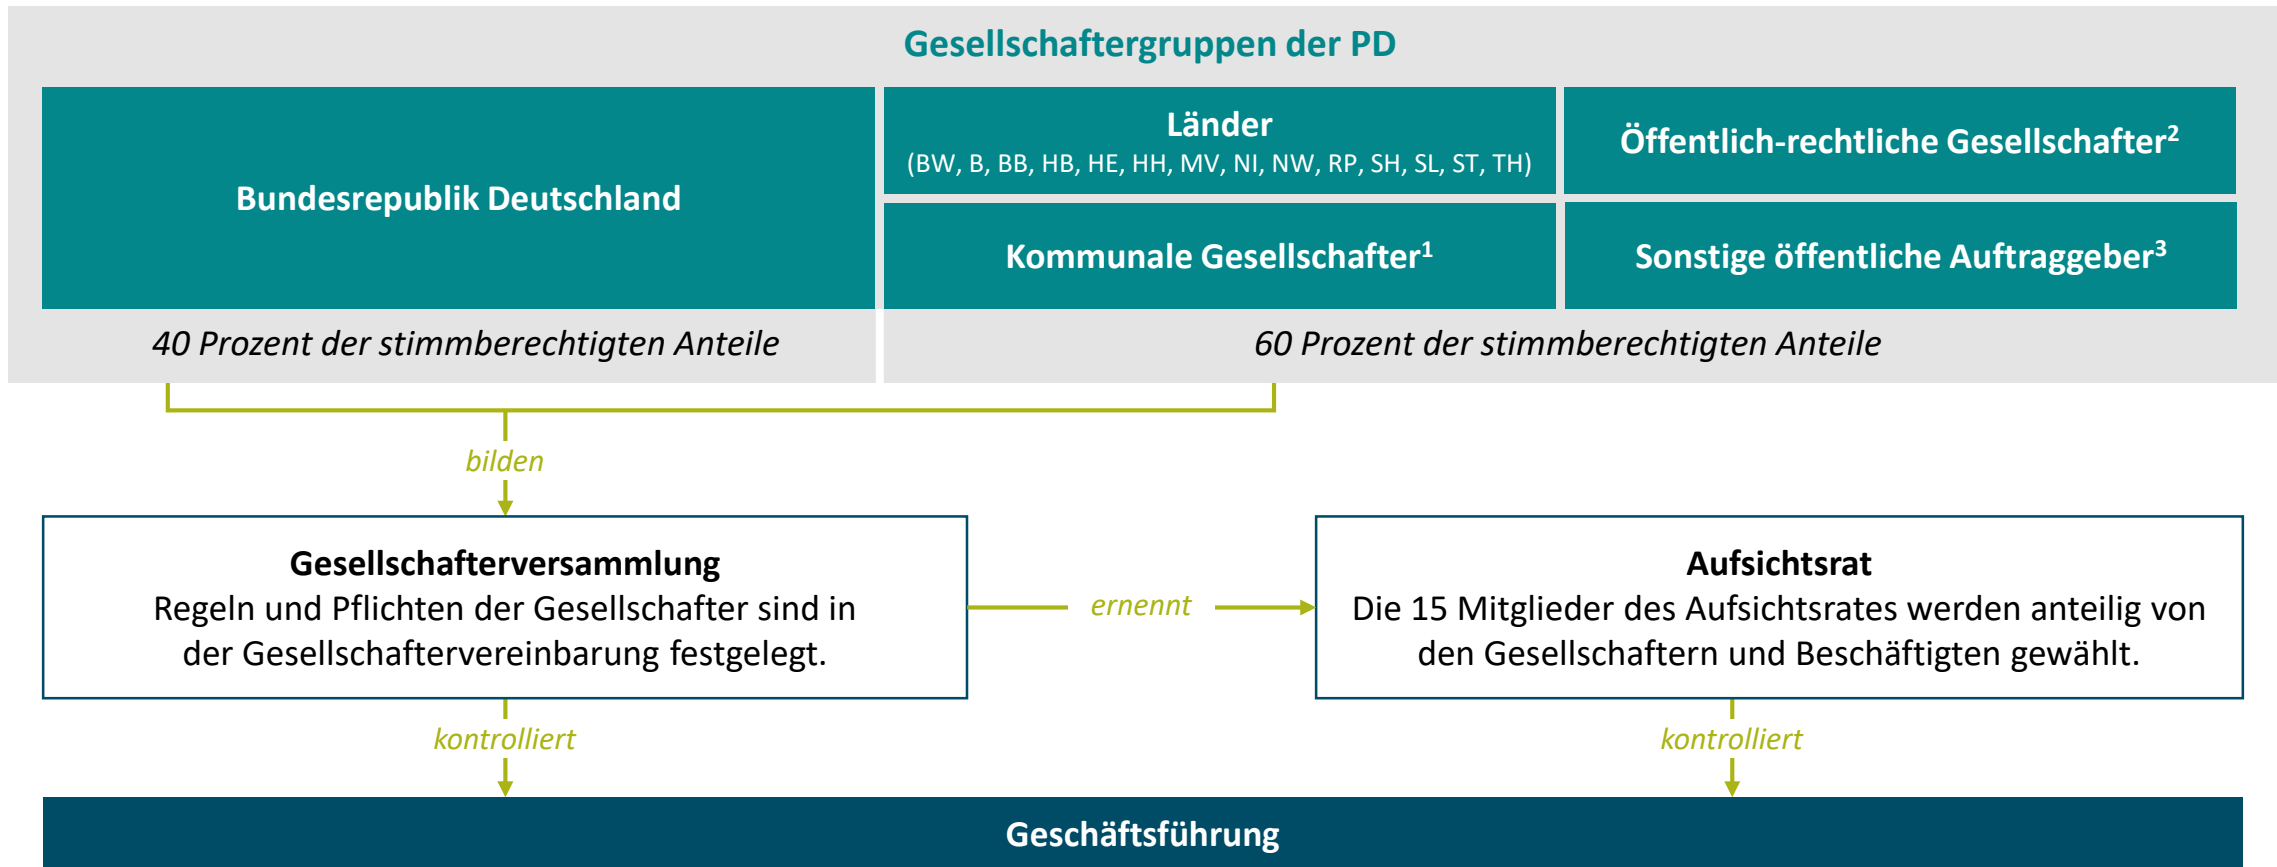 Gesellschaftergruppen der PD
Bundesrepublik Deutschland
Länder
(BW, B, BB, HB, HE, HH, MV, NI, NW, RP, SH, SL, ST, TH)
Öffentlich-rechtliche Gesellschafter²
Kommunale Gesellschafter¹
Sonstige öffentliche Auftraggeber³
40 Prozent der stimmberechtigten Anteile
60 Prozent der stimmberechtigten Anteile
bilden
Gesellschafterversammlung
Regeln und Pflichten der Gesellschafter sind in
der Gesellschaftervereinbarung festgelegt.
ernennt
Aufsichtsrat
Die 15 Mitglieder des Aufsichtsrates werden anteilig von
den Gesellschaftern und Beschäftigten gewählt.
kontrolliert
kontrolliert
Geschäftsführung